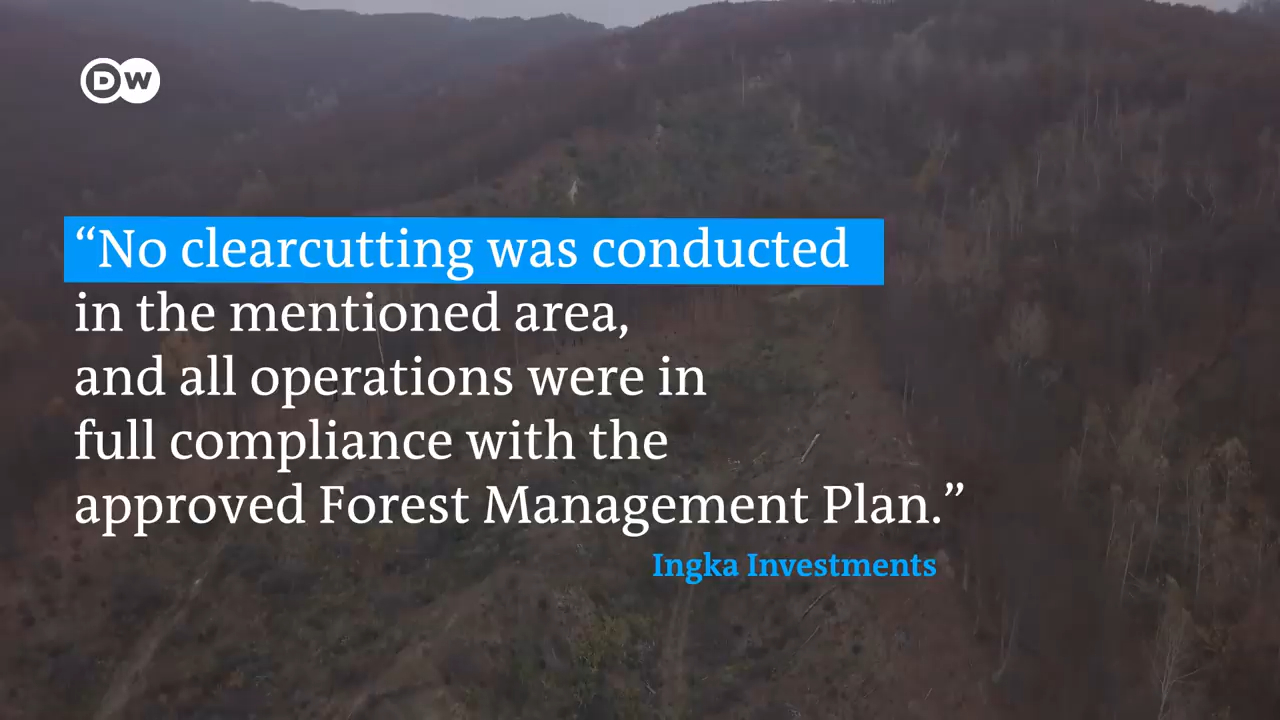 DW
“No clearcutting was conducted
in the mentioned area,
and all operations were in
full compliance with the
approved Forest Management Plan.”
Ingka Investments